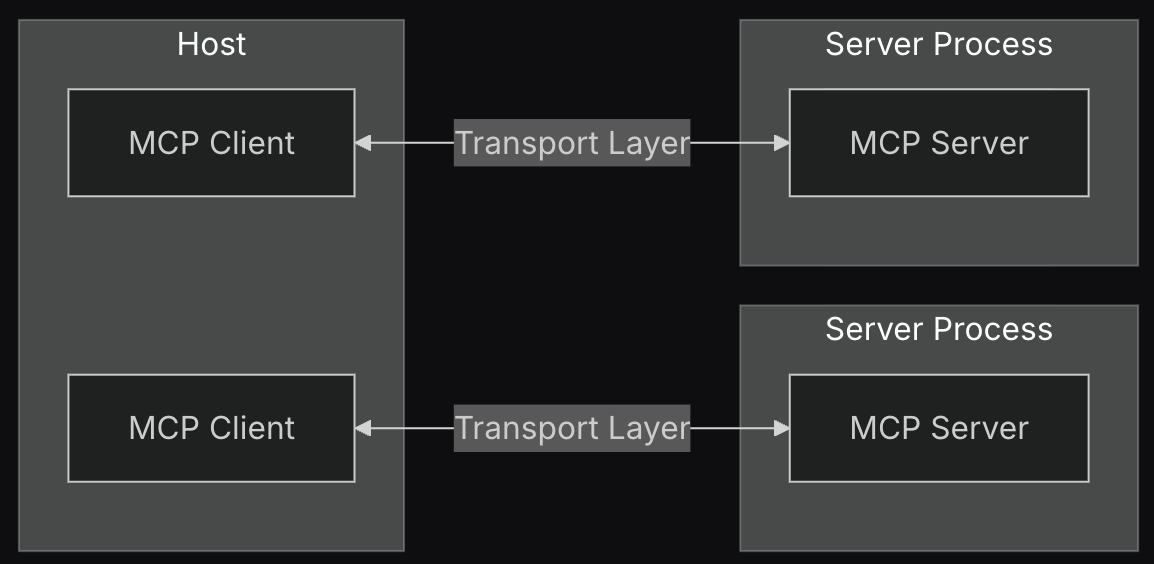 Host
Server Process
MCP Client
Transport Layer
MCP Server
Server Process
MCP Client
Transport Layer
MCP Server